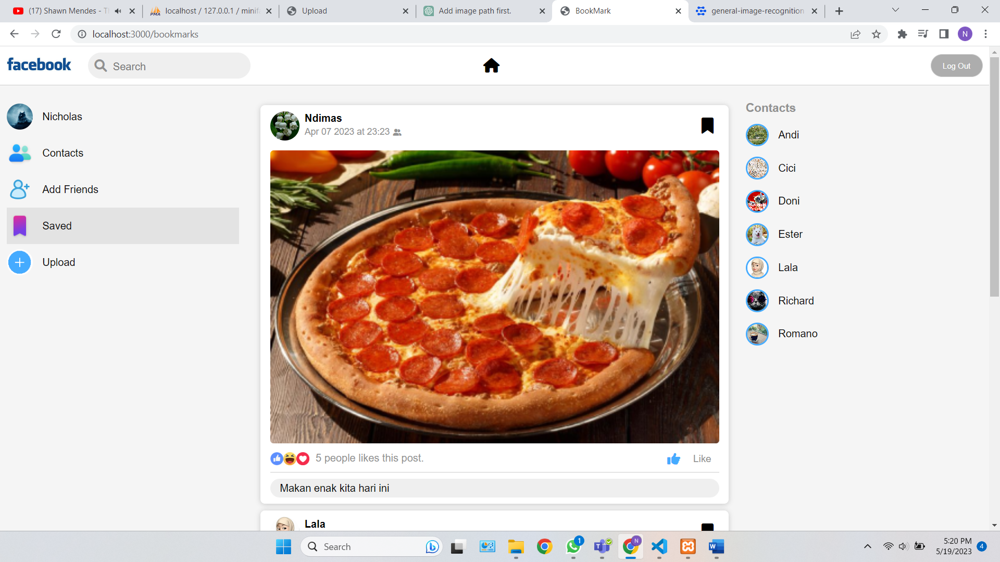 (17) Shawn Mendes - Tl
localhost / 127.0.0.1 / minif
Upload
Add image path first.
BookMark
general-image-recognition
localhost:3000/bookmarks
N
facebook
Search
Log Out
Nicholas
Contacts
Add Friends
Saved
Upload
Ndimas
Apr 07 2023 at 23:23
5 people likes this post.
Like
Makan enak kita hari ini
Lala
Contacts
Andi
Cici
Doni
Ester
Lala
Richard
Romano
Search
1
N
5:20 PM
5/19/2023
4